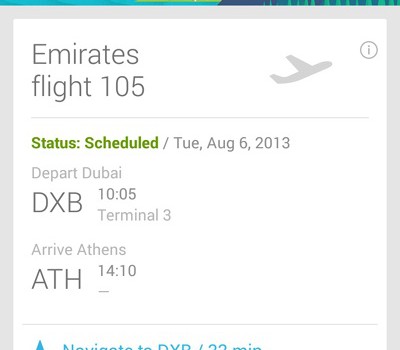 Emirates
flight 105
Status: Scheduled / Tue, Aug 6, 2013
Depart Dubai
DXB 10:05
Terminal 3
Arrive Athens
ATH 14:10
—
Navigate to DXB / 22 min